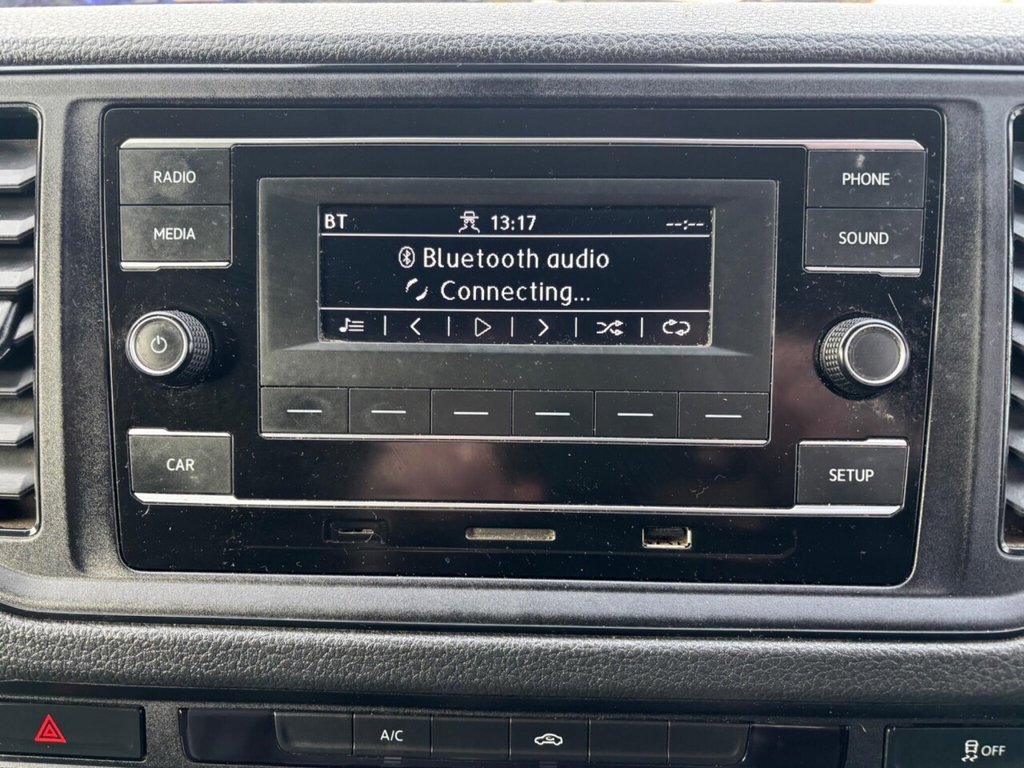 RADIO
PHONE
MEDIA
SOUND
BT 13:17 --:--
Bluetooth audio
Connecting...
CAR
SETUP
A/C
OFF